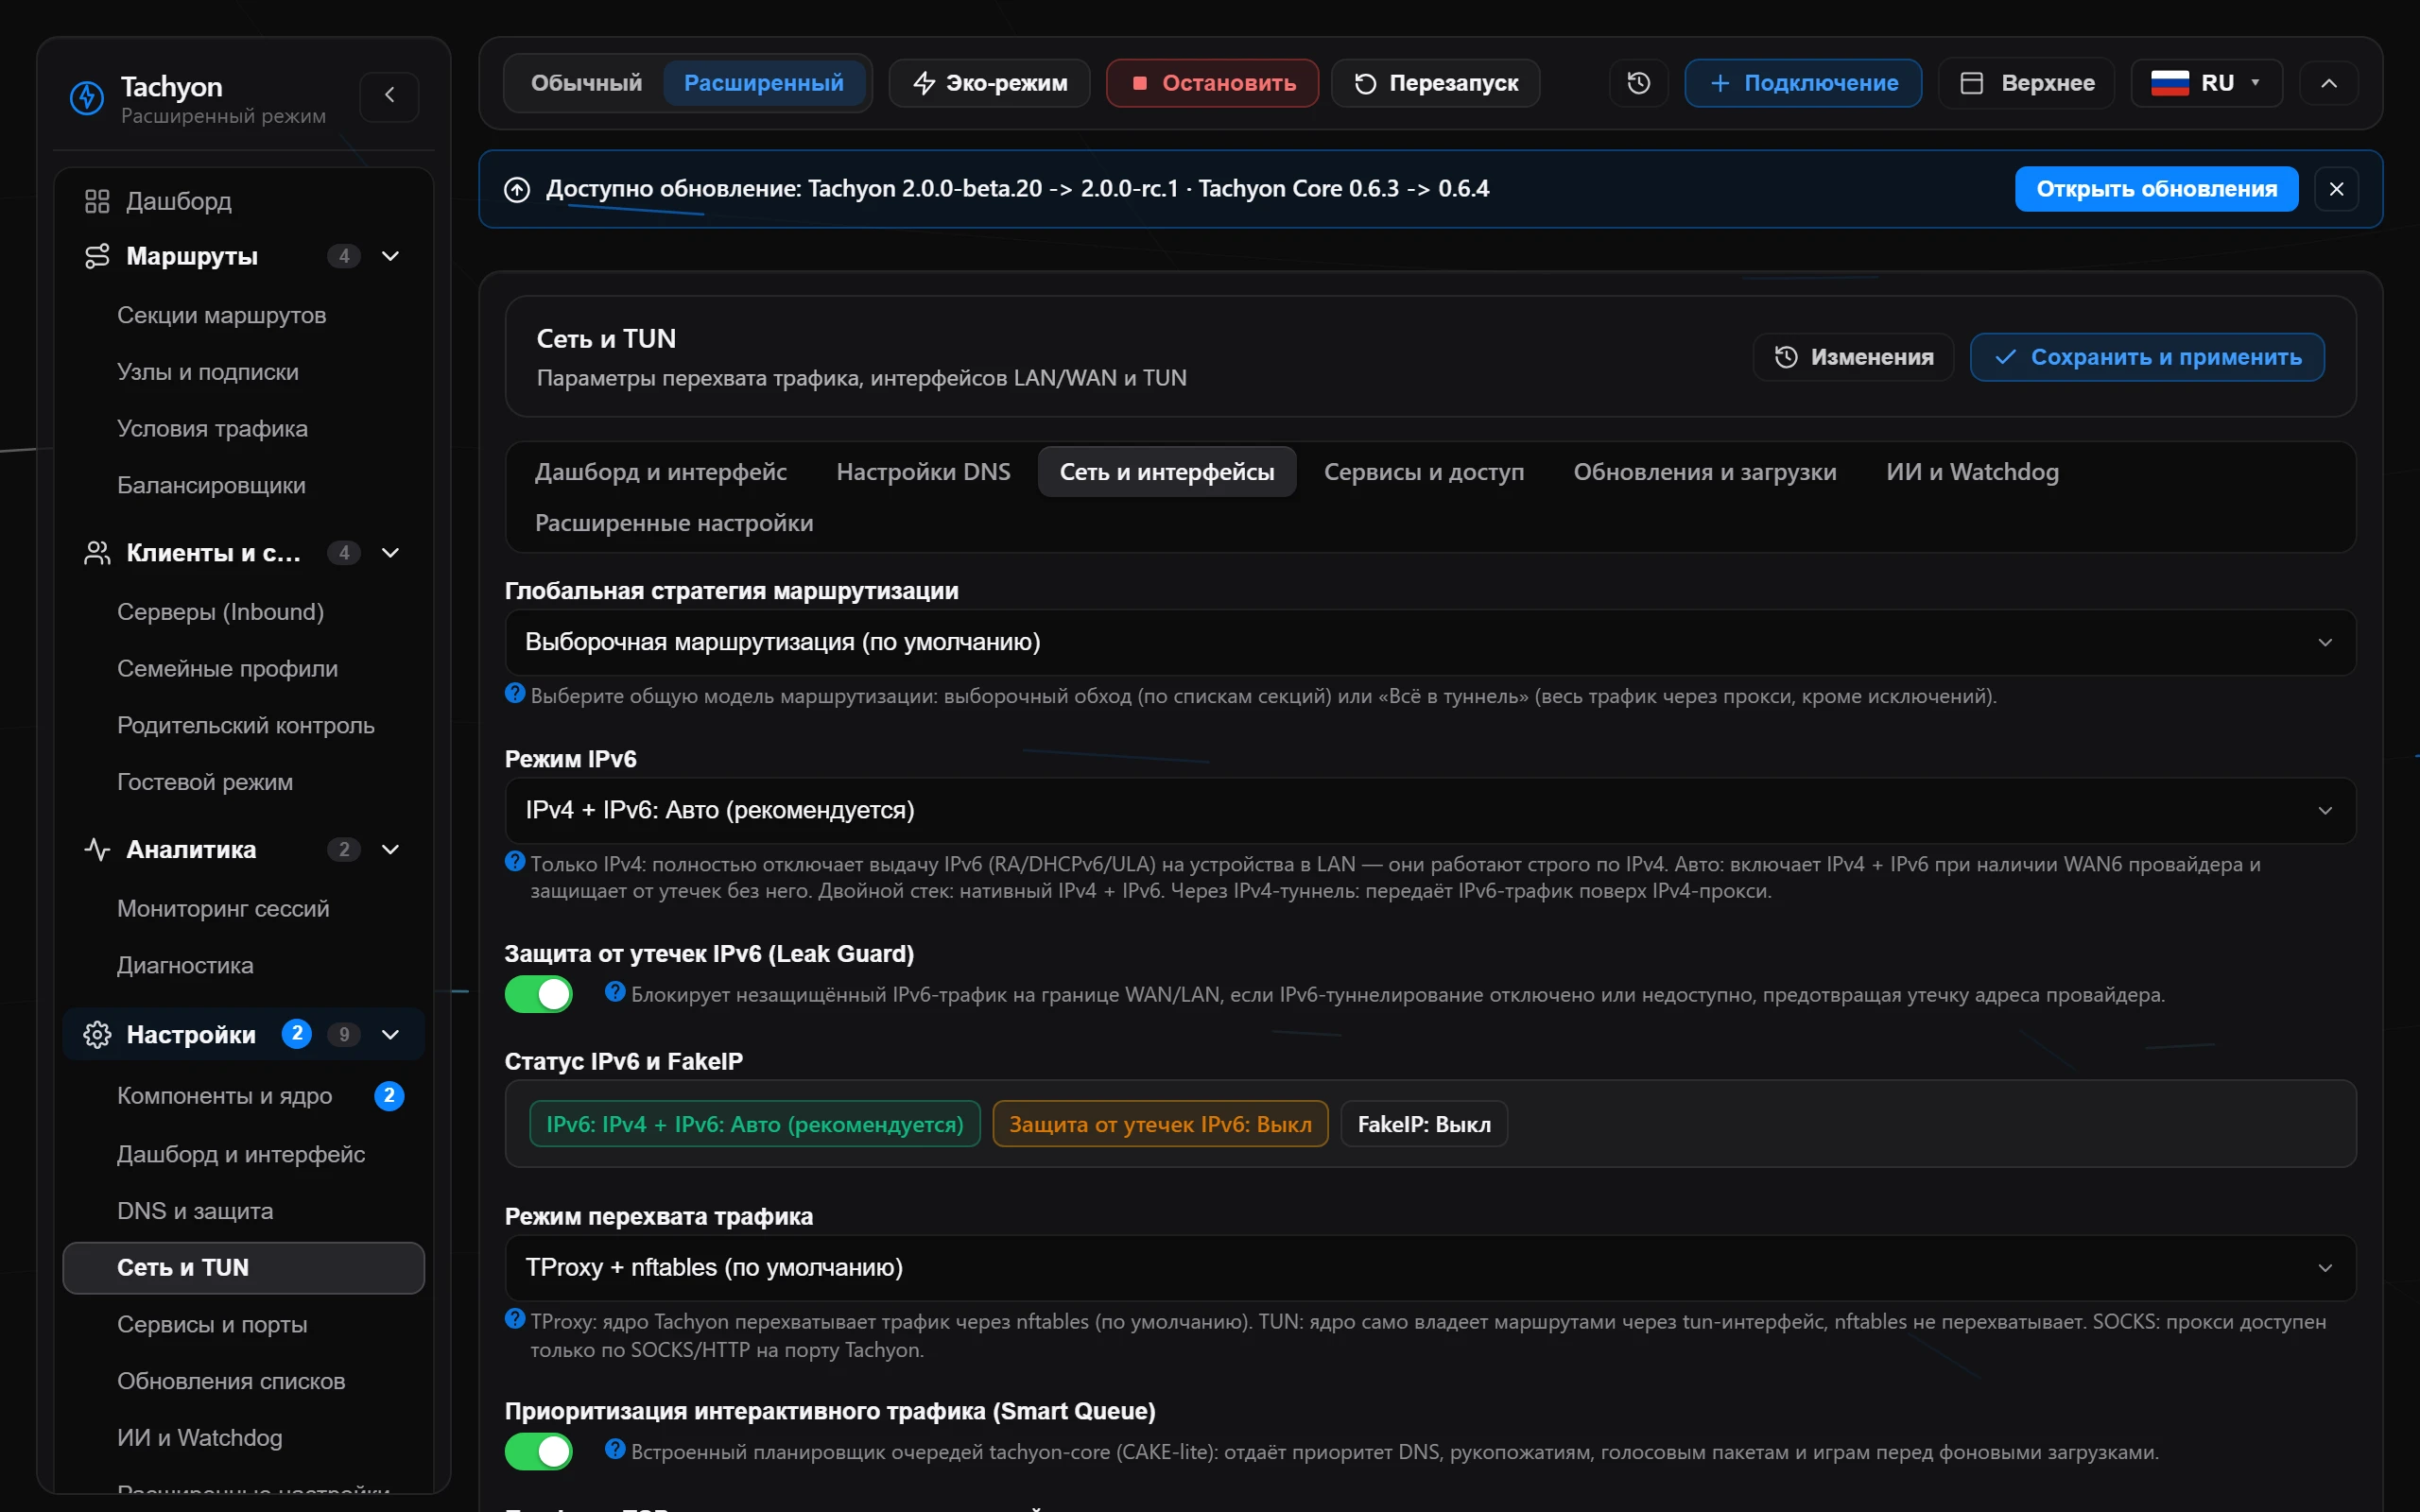 Tachyon
Расширенный режим
Дашборд
Маршруты 4
Секции маршрутов
Узлы и подписки
Условия трафика
Балансировщики
Клиенты и с... 4
Серверы (Inbound)
Семейные профили
Родительский контроль
Гостевой режим
Аналитика 2
Мониторинг сессий
Диагностика
Настройки 2 9
Компоненты и ядро 2
Дашборд и интерфейс
DNS и защита
Сеть и TUN
Сервисы и порты
Обновления списков
ИИ и Watchdog
Расширенные настройки
Обычный Расширенный Эко-режим Остановить Перезапуск Подключение Верхнее RU
Доступно обновление: Tachyon 2.0.0-beta.20 -> 2.0.0-rc.1 · Tachyon Core 0.6.3 -> 0.6.4 Открыть обновления
Сеть и TUN
Параметры перехвата трафика, интерфейсов LAN/WAN и TUN
Изменения Сохранить и применить
Дашборд и интерфейс Настройки DNS Сеть и интерфейсы Сервисы и доступ Обновления и загрузки ИИ и Watchdog
Расширенные настройки
Глобальная стратегия маршрутизации
Выборочная маршрутизация (по умолчанию)
? Выберите общую модель маршрутизации: выборочный обход (по спискам секций) или «Всё в туннель» (весь трафик через прокси, кроме исключений).
Режим IPv6
IPv4 + IPv6: Авто (рекомендуется)
? Только IPv4: полностью отключает выдачу IPv6 (RA/DHCPv6/ULA) на устройства в LAN — они работают строго по IPv4. Авто: включает IPv4 + IPv6 при наличии WAN6 провайдера и
защищает от утечек без него. Двойной стек: нативный IPv4 + IPv6. Через IPv4-туннель: передаёт IPv6-трафик поверх IPv4-прокси.
Защита от утечек IPv6 (Leak Guard)
? Блокирует незащищённый IPv6-трафик на границе WAN/LAN, если IPv6-туннелирование отключено или недоступно, предотвращая утечку адреса провайдера.
Статус IPv6 и FakeIP
IPv6: IPv4 + IPv6: Авто (рекомендуется) Защита от утечек IPv6: Выкл FakeIP: Выкл
Режим перехвата трафика
TProxy + nftables (по умолчанию)
? TProxy: ядро Tachyon перехватывает трафик через nftables (по умолчанию). TUN: ядро само владеет маршрутами через tun-интерфейс, nftables не перехватывает. SOCKS: прокси доступен
только по SOCKS/HTTP на порту Tachyon.
Приоритизация интерактивного трафика (Smart Queue)
? Встроенный планировщик очередей tachyon-core (CAKE-lite): отдаёт приоритет DNS, рукопожатиям, голосовым пакетам и играм перед фоновыми загрузками.